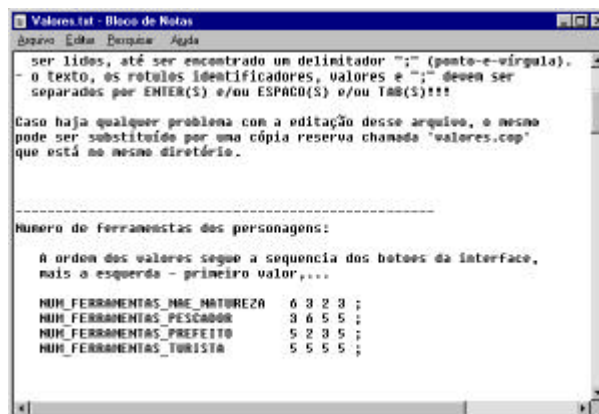 Valores.txt - Bloco de Notas
Arquivo Editar Pesquisar Ajuda
ser lidos, até ser encontrado um delimitador ";" (ponto-e-vírgula).
- o texto, os rotulos identificadores, valores e ";" devem ser
separados por ENTER(S) e/ou ESPACO(S) e/ou TAB(S)!!!
Caso haja qualquer problema com a editação desse arquivo, o mesmo
pode ser substituído por uma cópia reserva chamada 'valores.cop'
que está no mesmo diretório.
------------------------------------------------------
Numero de ferramenstas dos personagens:
A ordem dos valores segue a sequencia dos botoes da interface,
mais a esquerda - primeiro valor,...
NUM_FERRAMENTAS_MAE_NATUREZA 6 3 2 3 ;
NUM_FERRAMENTAS_PESCADOR 3 6 5 5 ;
NUM_FERRAMENTAS_PREFEITO 5 2 3 5 ;
NUM_FERRAMENTAS_TURISTA 5 5 5 5 ;